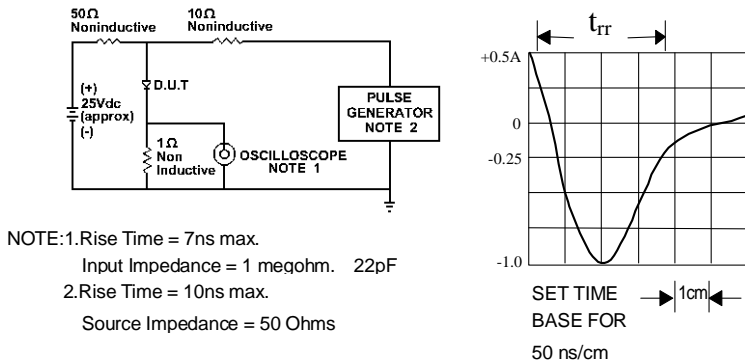 50Ω
Noninductive
10Ω
Noninductive
(+)
25Vdc
(approx)
(-)
D.U.T
1Ω
Non
Inductive
OSCILLOSCOPE
NOTE 1
PULSE
GENERATOR
NOTE 2
NOTE:1.Rise Time = 7ns max.
Input Impedance = 1 megohm. 22pF
2.Rise Time = 10ns max.
Source Impedance = 50 Ohms
trr
+0.5A
0
-0.25
-1.0
SET TIME
BASE FOR
50 ns/cm
1cm